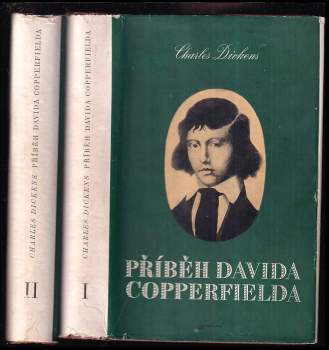 CHARLES DICKENS PŘÍBĚH DAVIDA COPPERFIELDA
II
CHARLES DICKENS PŘÍBĚH DAVIDA COPPERFIELDA
I
Charles Dickens
PŘÍBĚH DAVIDA
COPPERFIELDA